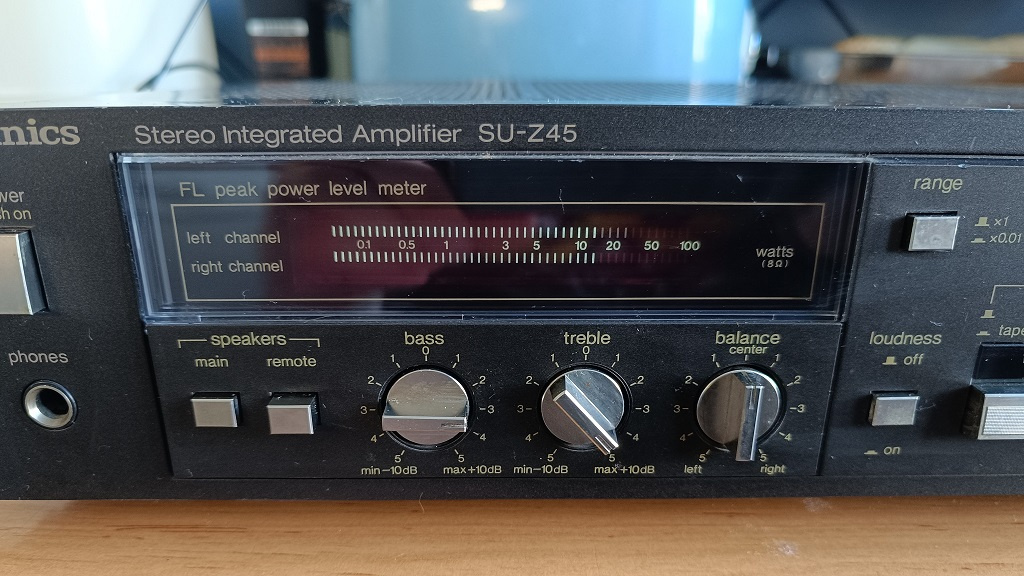 nics
Stereo Integrated Amplifier SU-Z45
FL peak power level meter
left channel
0.1 0.5 1 3 5 10 20 50 100
right channel
watts
(8Ω)
wer
h on
phones
speakers
main remote
bass
0
1 1
2 2
3 3
4 4
5 5
min-10dB max+10dB
treble
0
1 1
2 2
3 3
4 4
5 5
min-10dB max+10dB
balance
center
1 1
2 2
3 3
4 4
5 5
left right
range
x1
x0.01
loudness
off
on
tape